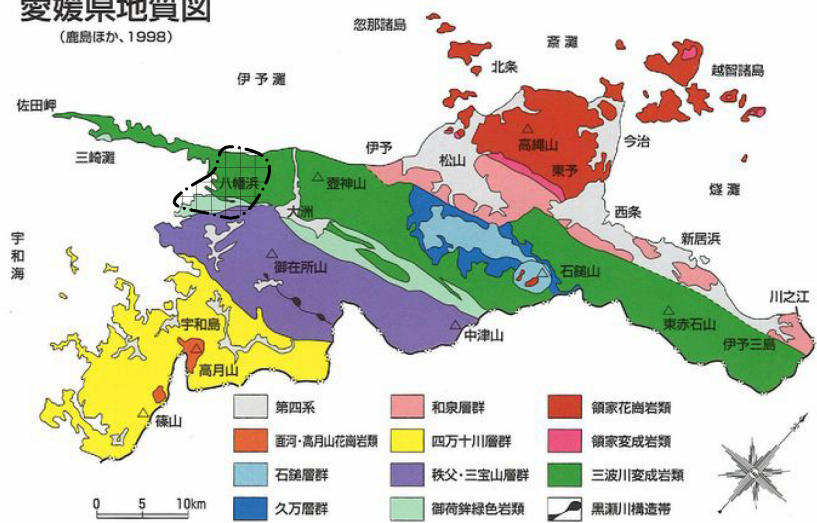 愛媛県地質図
(鹿島ほか、1998)
忽那諸島
斎灘
北条
越智諸島
伊予灘
佐田岬
高縄山
今治
三崎灘
伊予
松山
東予
八幡浜
壺神山
燧灘
大洲
西条
宇和海
新居浜
御在所山
石鎚山
川之江
宇和島
中津山
東赤石山
伊予三島
高月山
篠山
第四系
和泉層群
領家花崗岩類
面河・高月山花崗岩類
四万十川層群
領家変成岩類
石鎚層群
秩父・三宝山層群
三波川変成岩類
久万層群
御荷鉾緑色岩類
黒瀬川構造帯
0 5 10km